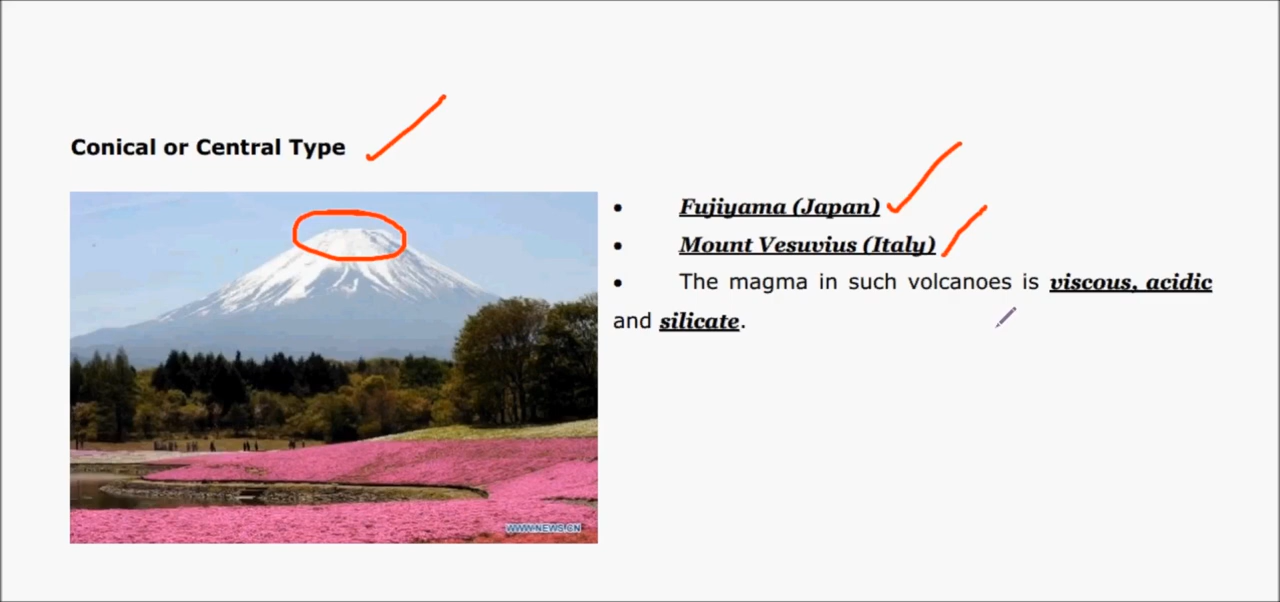 Conical or Central Type
• Fujiyama (Japan)
• Mount Vesuvius (Italy)
• The magma in such volcanoes is viscous, acidic
and silicate.
WWW.NEWS.CN